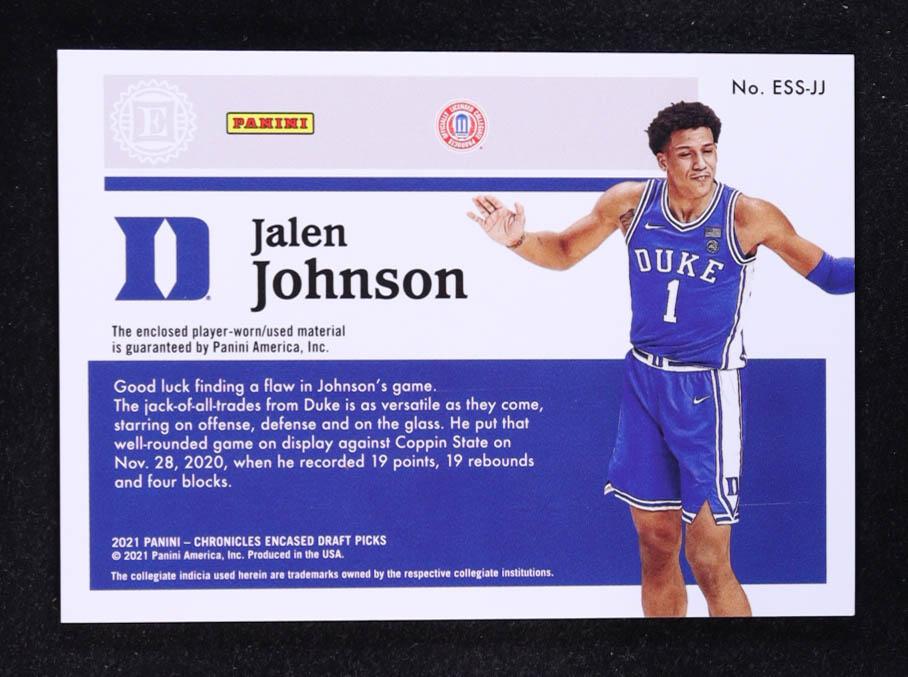 No. ESS-JJ
E
PANINI
OFFICIALLY LICENSED COLLEGIATE PRODUCTS
D
Jalen
Johnson
DUKE
1
D
The enclosed player-worn/used material
is guaranteed by Panini America, Inc.
Good luck finding a flaw in Johnson's game.
The jack-of-all-trades from Duke is as versatile as they come,
starring on offense, defense and on the glass. He put that
well-rounded game on display against Coppin State on
Nov. 28, 2020, when he recorded 19 points, 19 rebounds
and four blocks.
2021 PANINI – CHRONICLES ENCASED DRAFT PICKS
© 2021 Panini America, Inc. Produced in the USA.
The collegiate indicia used herein are trademarks owned by the respective collegiate institutions.